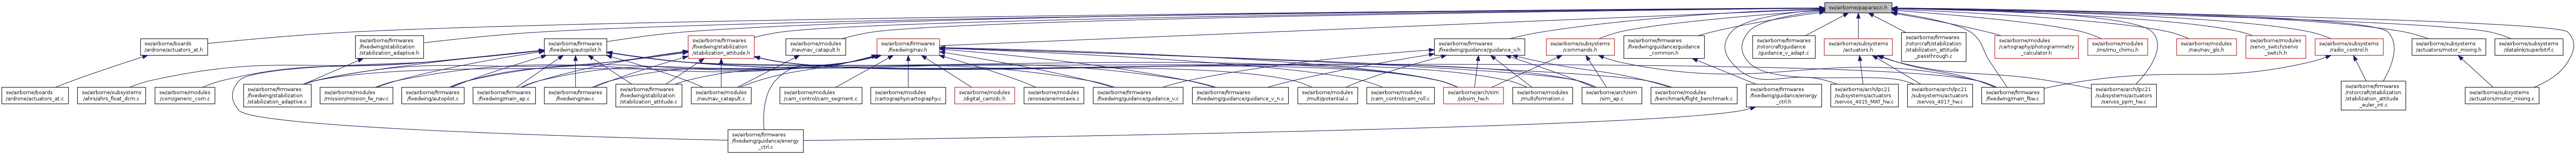 sw/airborne/paparazzi.h
sw/airborne/boards
/ardrone/actuators_at.h
sw/airborne/firmwares
/fixedwing/stabilization
/stabilization_adaptive.h
sw/airborne/firmwares
/fixedwing/autopilot.h
sw/airborne/firmwares
/fixedwing/stabilization
/stabilization_attitude.h
sw/airborne/modules
/nav/nav_catapult.h
sw/airborne/firmwares
/fixedwing/nav.h
sw/airborne/firmwares
/fixedwing/guidance/guidance_v.h
sw/airborne/subsystems
/commands.h
sw/airborne/firmwares
/fixedwing/guidance/guidance
_common.h
sw/airborne/firmwares
/rotorcraft/guidance
/guidance_v_adapt.c
sw/airborne/subsystems
/actuators.h
sw/airborne/firmwares
/rotorcraft/stabilization
/stabilization_attitude
_passthrough.c
sw/airborne/modules
/cartography/photogrammetry
_calculator.h
sw/airborne/modules
/ins/imu_chimu.h
sw/airborne/modules
/nav/nav_gls.h
sw/airborne/modules
/servo_switch/servo
_switch.h
sw/airborne/subsystems
/radio_control.h
sw/airborne/subsystems
/actuators/motor_mixing.h
sw/airborne/subsystems
/datalink/superbitrf.c
sw/airborne/boards
/ardrone/actuators_at.c
sw/airborne/subsystems
/ahrs/ahrs_float_dcm.c
sw/airborne/modules
/com/generic_com.c
sw/airborne/firmwares
/fixedwing/stabilization
/stabilization_adaptive.c
sw/airborne/modules
/mission/mission_fw_nav.c
sw/airborne/firmwares
/fixedwing/autopilot.c
sw/airborne/firmwares
/fixedwing/main_ap.c
sw/airborne/firmwares
/fixedwing/nav.c
sw/airborne/firmwares
/fixedwing/stabilization
/stabilization_attitude.c
sw/airborne/modules
/nav/nav_catapult.c
sw/airborne/modules
/cam_control/cam_segment.c
sw/airborne/modules
/cartography/cartography.c
sw/airborne/modules
/digital_cam/dc.h
sw/airborne/modules
/enose/anemotaxis.c
sw/airborne/firmwares
/fixedwing/guidance/guidance_v.c
sw/airborne/firmwares
/fixedwing/guidance/guidance_v_n.c
sw/airborne/modules
/multi/potential.c
sw/airborne/modules
/cam_control/cam_roll.c
sw/airborne/arch/sim
/jsbsim_hw.h
sw/airborne/modules
/multi/formation.c
sw/airborne/arch/sim
/sim_ap.c
sw/airborne/modules
/benchmark/flight_benchmark.c
sw/airborne/firmwares
/fixedwing/guidance/energy
_ctrl.h
sw/airborne/arch/lpc21
/subsystems/actuators
/servos_4015_MAT_hw.c
sw/airborne/arch/lpc21
/subsystems/actuators
/servos_4017_hw.c
sw/airborne/firmwares
/fixedwing/main_fbw.c
sw/airborne/arch/lpc21
/subsystems/actuators
/servos_ppm_hw.c
sw/airborne/firmwares
/rotorcraft/stabilization
/stabilization_attitude
_euler_int.c
sw/airborne/subsystems
/actuators/motor_mixing.c
sw/airborne/firmwares
/fixedwing/guidance/energy
_ctrl.c